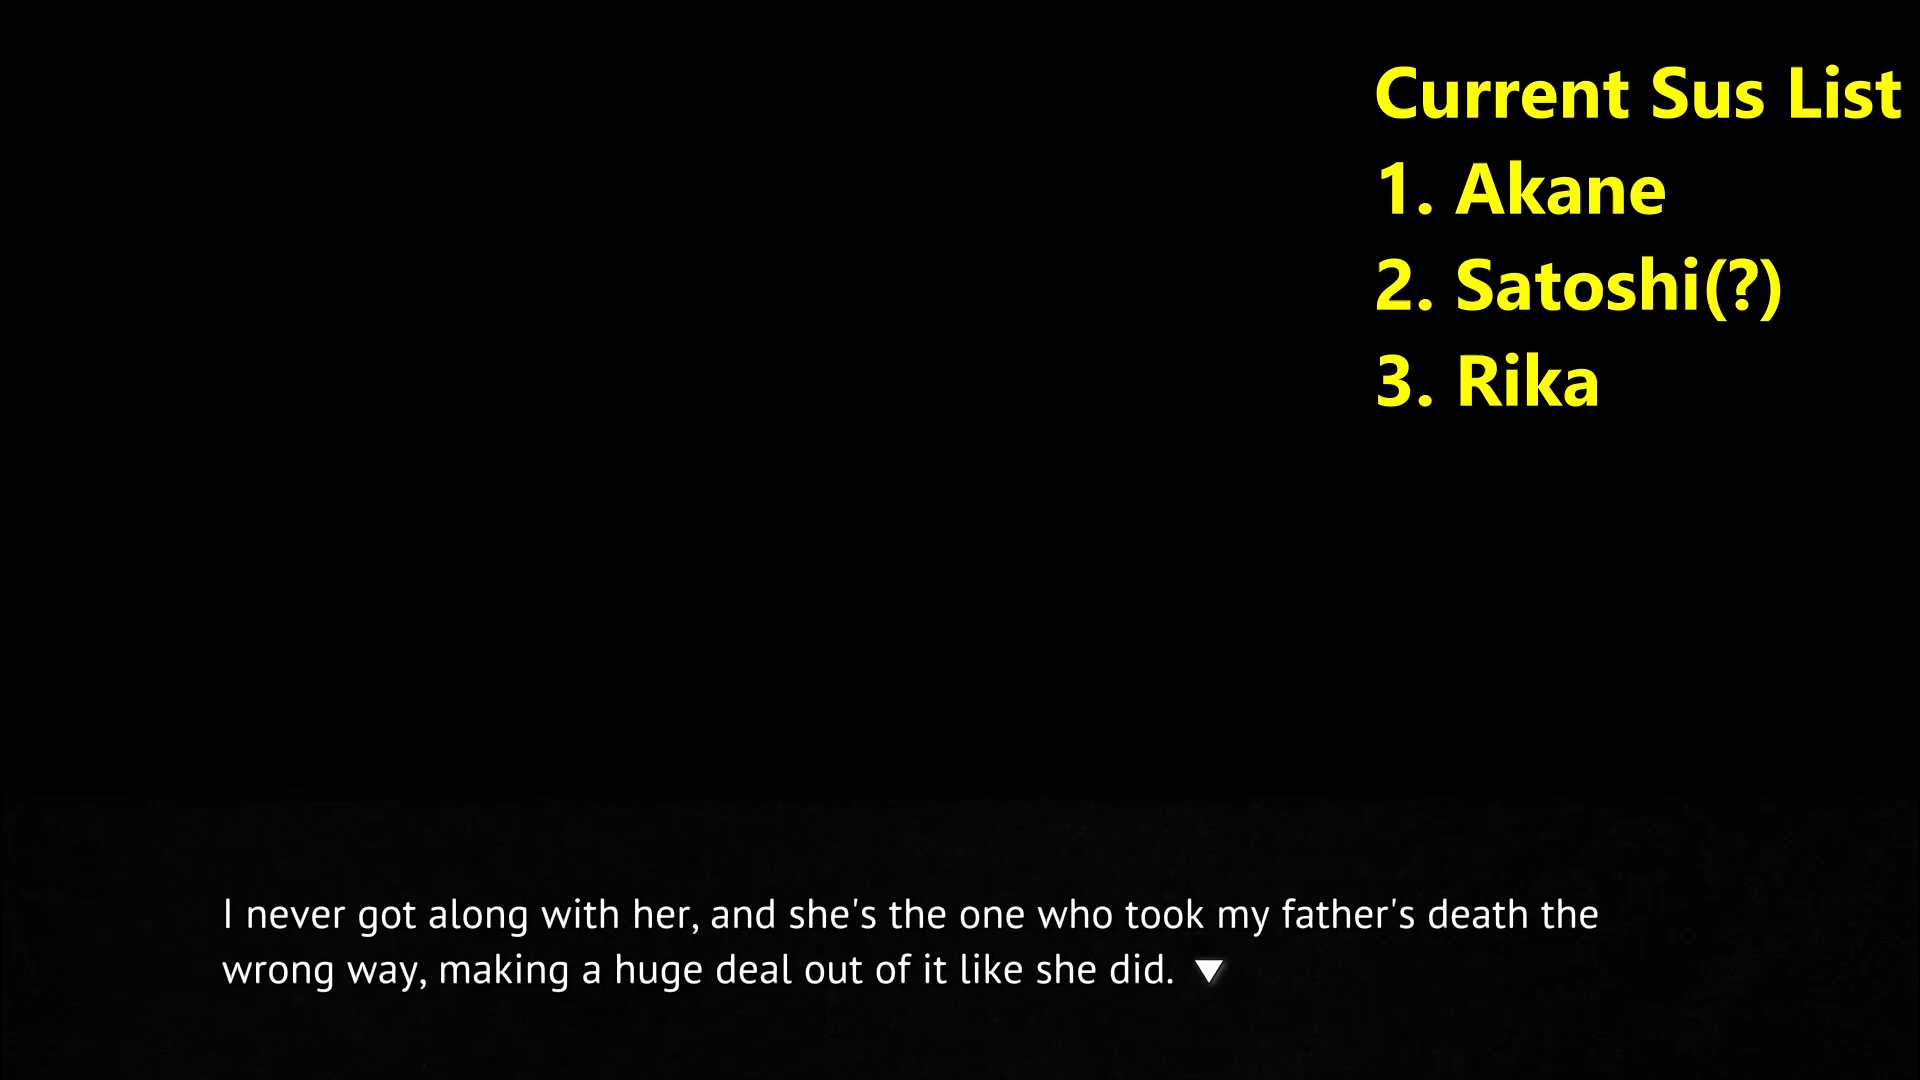 Current Sus List
1. Akane
2. Satoshi(?)
3. Rika
I never got along with her, and she's the one who took my father's death the
wrong way, making a huge deal out of it like she did.